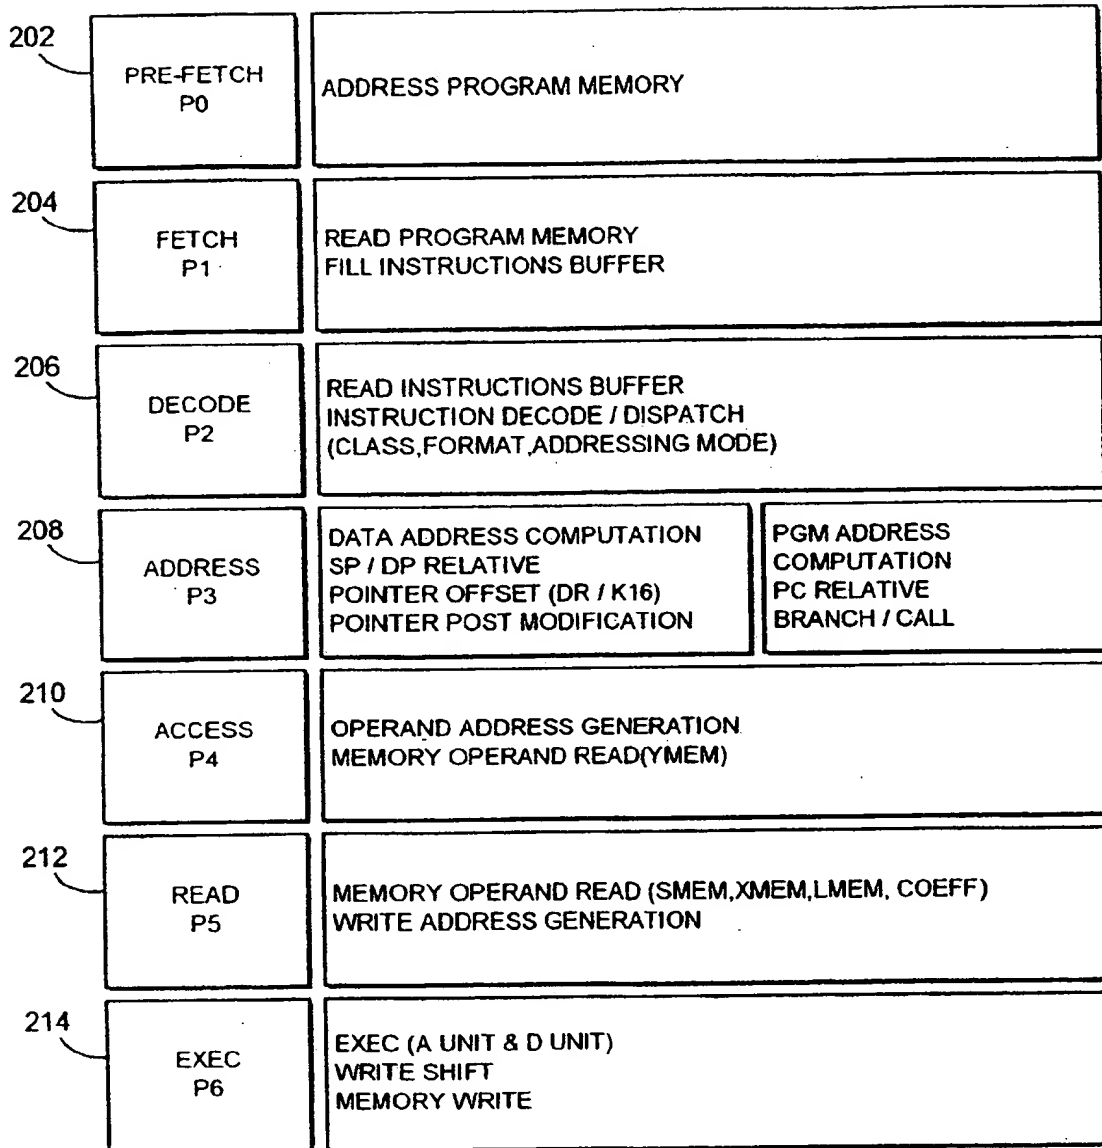 202
PRE-FETCH
P0
ADDRESS PROGRAM MEMORY
204
FETCH
P1
READ PROGRAM MEMORY
FILL INSTRUCTIONS BUFFER
206
DECODE
P2
READ INSTRUCTIONS BUFFER
INSTRUCTION DECODE / DISPATCH
(CLASS,FORMAT,ADDRESSING MODE)
208
ADDRESS
P3
DATA ADDRESS COMPUTATION
SP / DP RELATIVE
POINTER OFFSET (DR / K16)
POINTER POST MODIFICATION
PGM ADDRESS
COMPUTATION
PC RELATIVE
BRANCH / CALL
210
ACCESS
P4
OPERAND ADDRESS GENERATION
MEMORY OPERAND READ(YMEM)
212
READ
P5
MEMORY OPERAND READ (SMEM,XMEM,LMEM, COEFF)
WRITE ADDRESS GENERATION
214
EXEC
P6
EXEC (A UNIT & D UNIT)
WRITE SHIFT
MEMORY WRITE